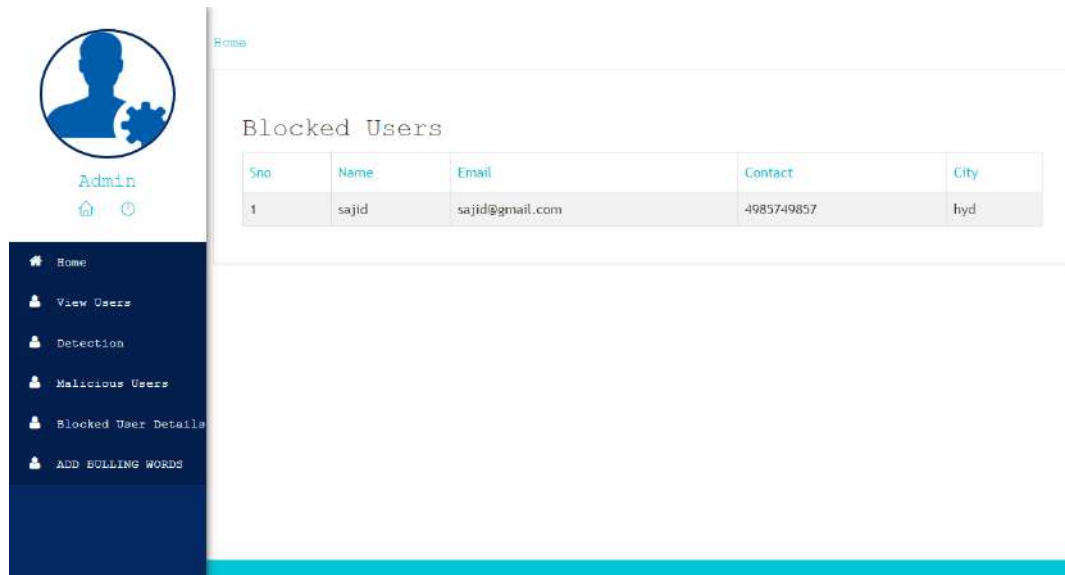 Admin
Home
View Users
Detection
Malicious Users
Blocked User Details
ADD BULLING WORDS
Home
Blocked Users
Sno Name Email Contact City
1 sajid sajid@gmail.com 4985749857 hyd